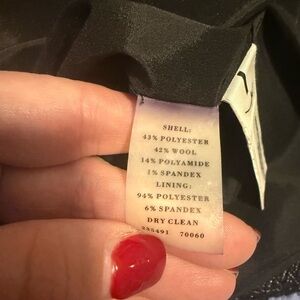 SHELL:
43% POLYESTER
42% WOOL
14% POLYAMIDE
1% SPANDEX
LINING:
94% POLYESTER
6% SPANDEX
DRY CLEAN
70060